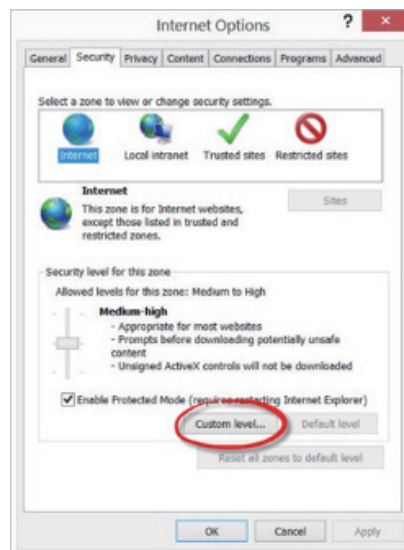 Internet Options
?
×
General Security Privacy Content Connections Programs Advanced
Select a zone to view or change security settings.
Internet Local intranet Trusted sites Restricted sites
Internet
Sites
This zone is for Internet websites,
except those listed in trusted and
restricted zones.
Security level for this zone
Allowed levels for this zone: Medium to High
Medium-high
- Appropriate for most websites
- Prompts before downloading potentially unsafe
content
- Unsigned ActiveX controls will not be downloaded
Enable Protected Mode (requires restarting Internet Explorer)
Custom level... Default level
Reset all zones to default level
OK Cancel Apply